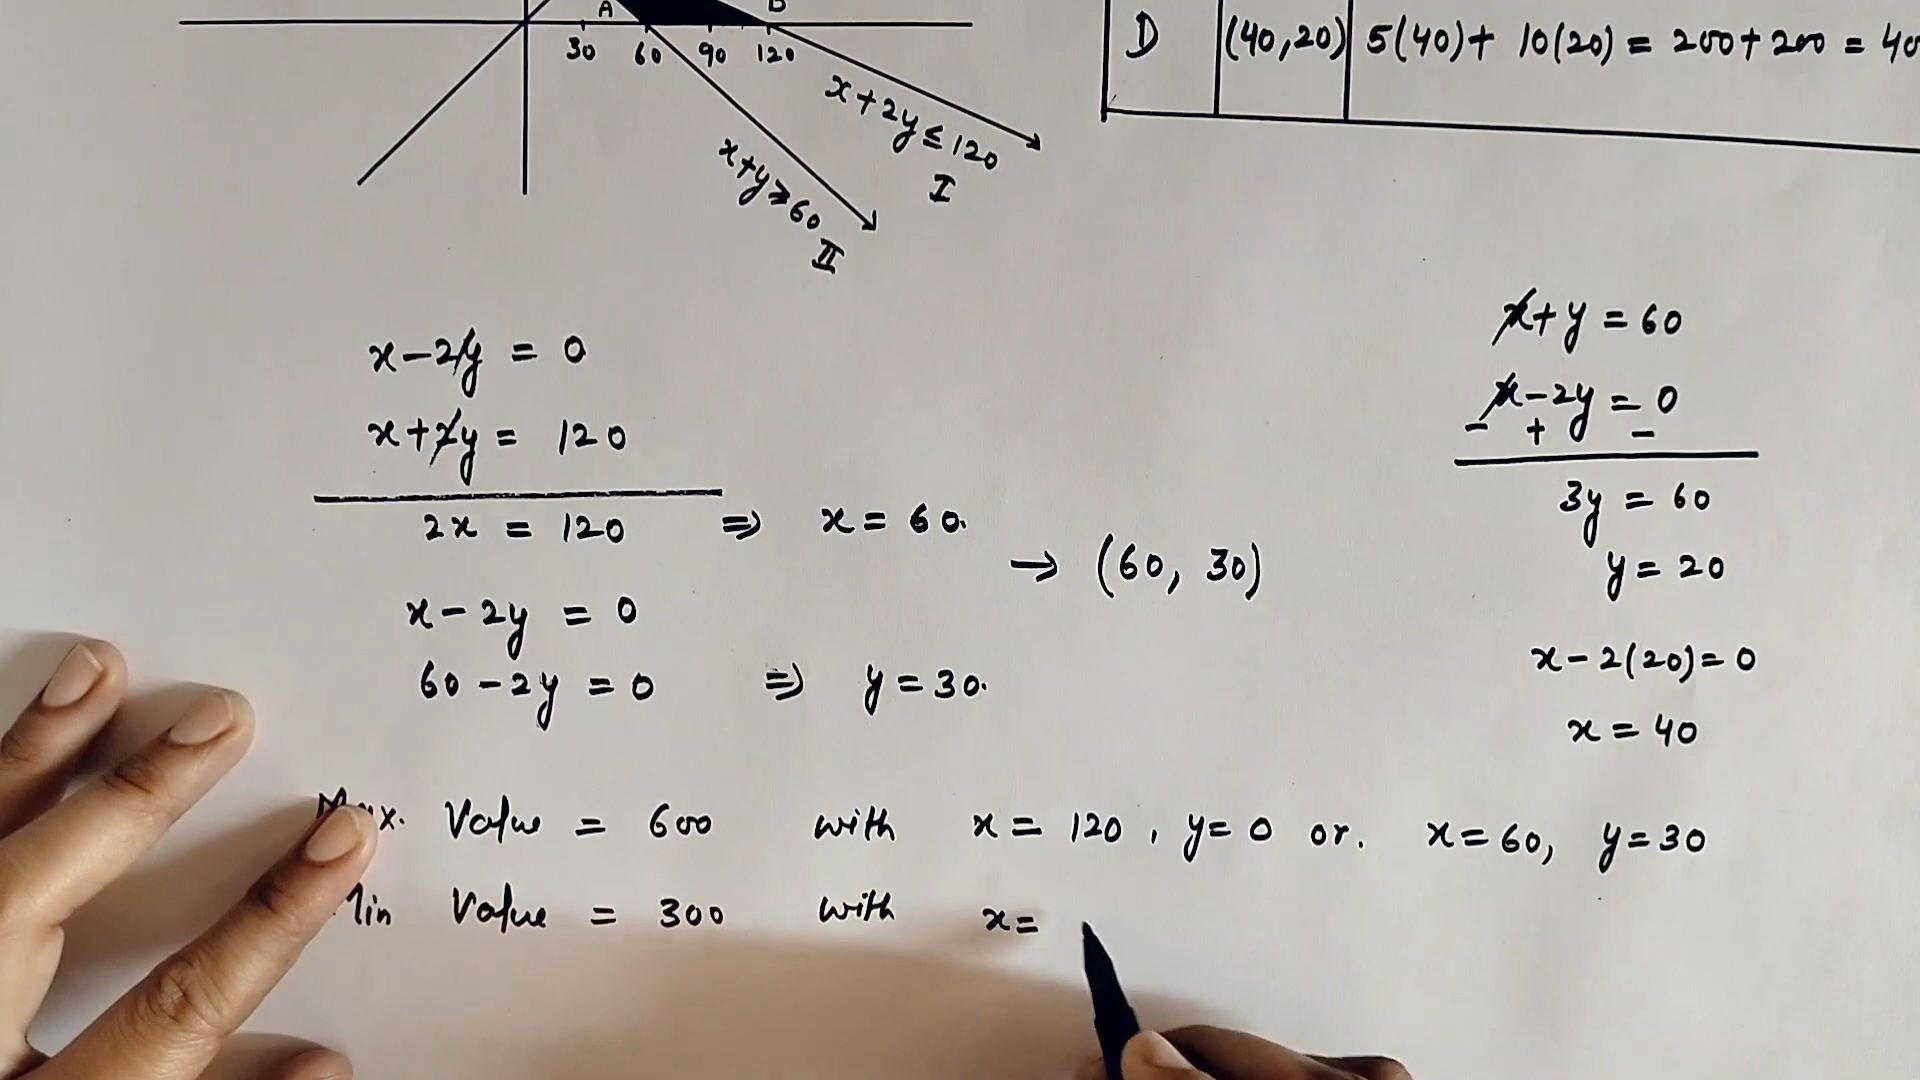 A B
30 60 90 120
x+2y ≤ 120
I
x+y ≥ 60
II
D (40,20) 5(40)+ 10(20) = 200+200 = 40
x-2y = 0
x+2y = 120
2x = 120 ⇒ x = 60.
→ (60, 30)
x-2y = 0
60-2y = 0 ⇒ y = 30.
x+y = 60
x-2y = 0
- + -
3y = 60
y = 20
x-2(20)=0
x = 40
Max. Value = 600 with x = 120, y=0 or. x=60, y=30
Min Value = 300 with x=